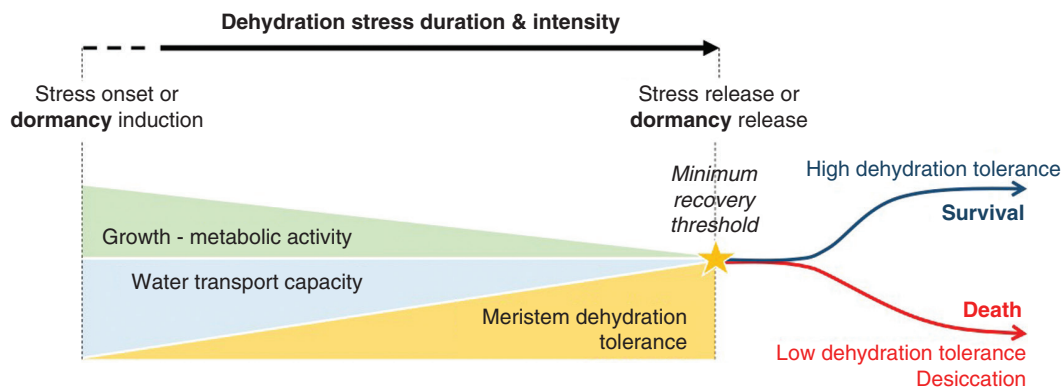 Dehydration stress duration & intensity
Stress onset or
dormancy induction
Stress release or
dormancy release
Minimum
recovery
threshold
High dehydration tolerance
Survival
Growth - metabolic activity
Water transport capacity
Meristem dehydration
tolerance
Death
Low dehydration tolerance
Desiccation